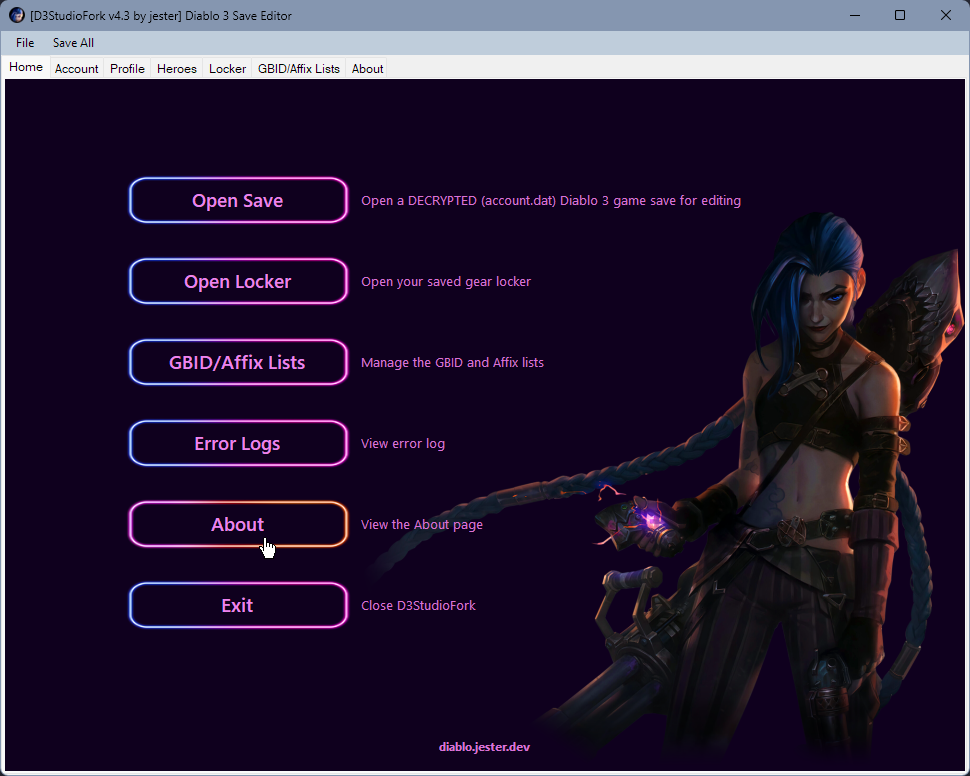 [D3StudioFork v4.3 by jester] Diablo 3 Save Editor
File Save All
Home Account Profile Heroes Locker GBID/Affix Lists About
Open Save Open a DECRYPTED (account.dat) Diablo 3 game save for editing
Open Locker Open your saved gear locker
GBID/Affix Lists Manage the GBID and Affix lists
Error Logs View error log
About View the About page
Exit Close D3StudioFork
diablo.jester.dev